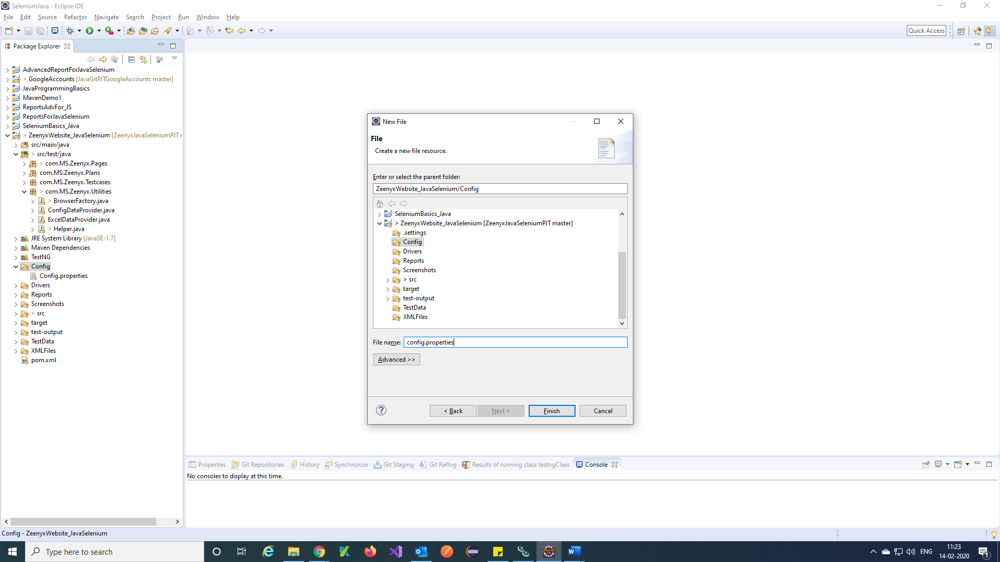 SeleniumJava - Eclipse IDE
File Edit Source Refactor Navigate Search Project Run Window Help
Quick Access
Package Explorer
AdvancedReportForJavaSelenium
> GoogleAccounts [JavaGitPJTGoogleAccounts master]
JavaProgrammingBasics
MavenDemo1
ReportsAdvFor_JS
ReportsForJavaSelenium
SeleniumBasics_Java
> ZeenyxWebsite_JavaSelenium [ZeenyxJavaSeleniumPJT r
src/main/java
> src/test/java
> com.MS.Zeenyx.Pages
com.MS.Zeenyx.Plans
com.MS.Zeenyx.Testcases
> com.MS.Zeenyx.Utilities
> BrowserFactory.java
ConfigDataProvider.java
ExcelDataProvider.java
> Helper.java
JRE System Library [JavaSE-1.7]
Maven Dependencies
TestNG
Config
Config.properties
Drivers
Reports
Screenshots
> src
target
test-output
TestData
XMLFiles
pom.xml
New File
File
Create a new file resource.
Enter or select the parent folder:
ZeenyxWebsite_JavaSelenium/Config
SeleniumBasics_Java
> ZeenyxWebsite_JavaSelenium [ZeenyxJavaSeleniumPJT master]
.settings
Config
Drivers
Reports
Screenshots
> src
target
test-output
TestData
XMLFiles
File name: config.properties
Advanced >>
< Back Next > Finish Cancel
Properties Git Repositories History Synchronize Git Staging Git Reflog Results of running class testngClass Console
No consoles to display at this time.
Config - ZeenyxWebsite_JavaSelenium
Type here to search
ENG
11:23
14-02-2020
1